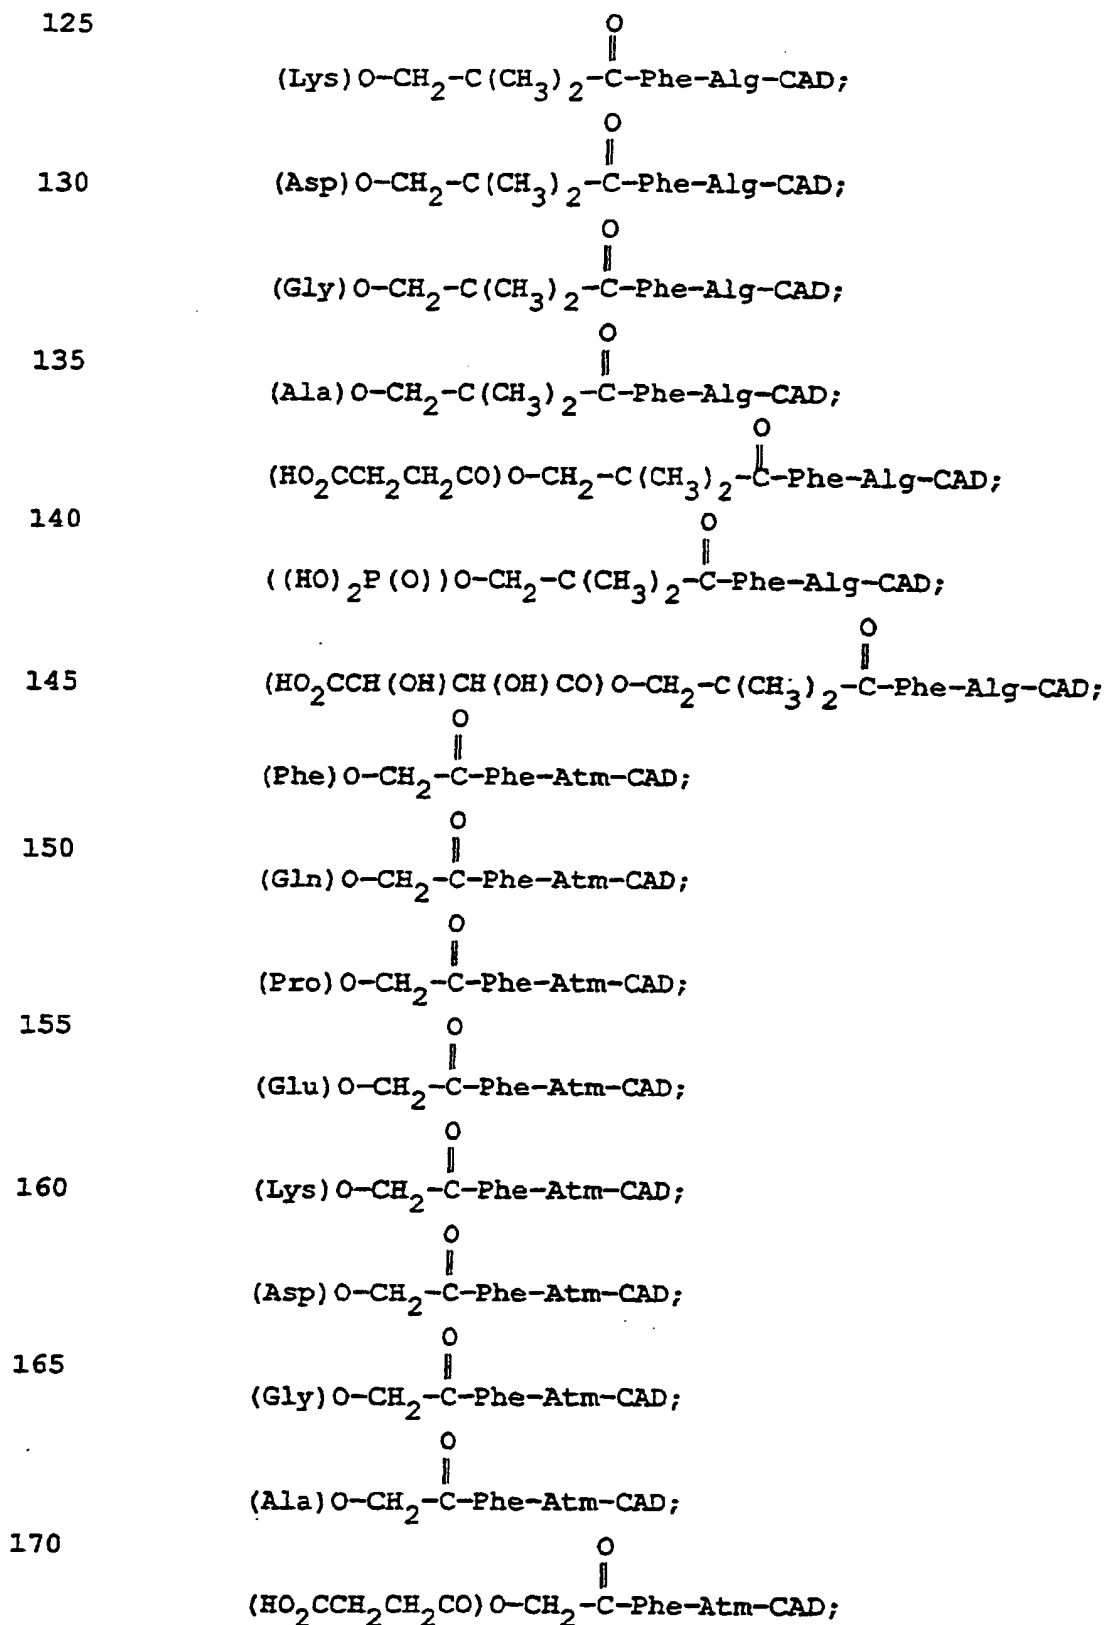 125 O
||
(Lys)O-CH2-C(CH3)2-C-Phe-Alg-CAD;
O
||
130 (Asp)O-CH2-C(CH3)2-C-Phe-Alg-CAD;
O
||
(Gly)O-CH2-C(CH3)2-C-Phe-Alg-CAD;
O
135 ||
(Ala)O-CH2-C(CH3)2-C-Phe-Alg-CAD;
O
||
(HO2CCH2CH2CO)O-CH2-C(CH3)2-C-Phe-Alg-CAD;
140 O
||
((HO)2P(O))O-CH2-C(CH3)2-C-Phe-Alg-CAD;
O
||
145 (HO2CCH(OH)CH(OH)CO)O-CH2-C(CH3)2-C-Phe-Alg-CAD;
O
||
(Phe)O-CH2-C-Phe-Atm-CAD;
O
150 ||
(Gln)O-CH2-C-Phe-Atm-CAD;
O
||
(Pro)O-CH2-C-Phe-Atm-CAD;
155 O
||
(Glu)O-CH2-C-Phe-Atm-CAD;
O
||
160 (Lys)O-CH2-C-Phe-Atm-CAD;
O
||
(Asp)O-CH2-C-Phe-Atm-CAD;
O
165 ||
(Gly)O-CH2-C-Phe-Atm-CAD;
O
||
(Ala)O-CH2-C-Phe-Atm-CAD;
170 O
||
(HO2CCH2CH2CO)O-CH2-C-Phe-Atm-CAD;